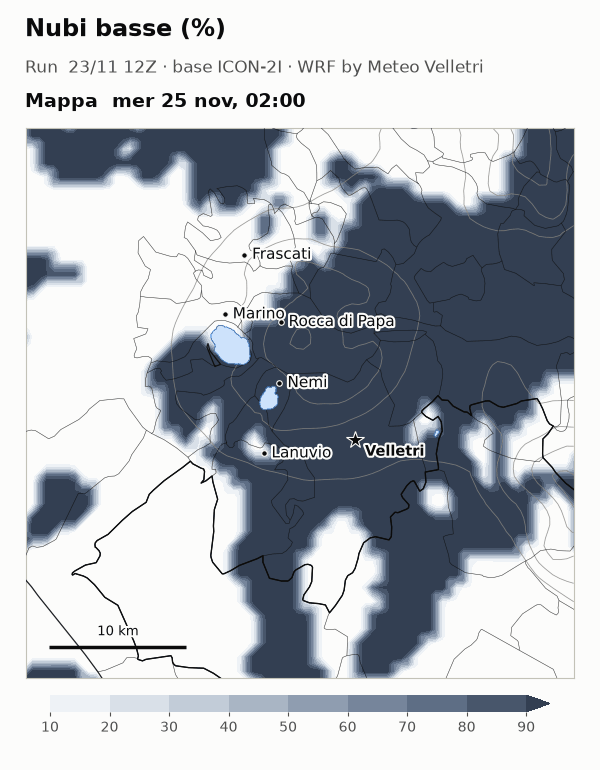 Nubi basse (%)
Run  23/11 12Z · base ICON-2I · WRF by Meteo Velletri
Mappa  mer 25 nov, 02:00
Frascati
Marino
Rocca di Papa
Nemi
Velletri
Lanuvio
10 km
10 20 30 40 50 60 70 80 90